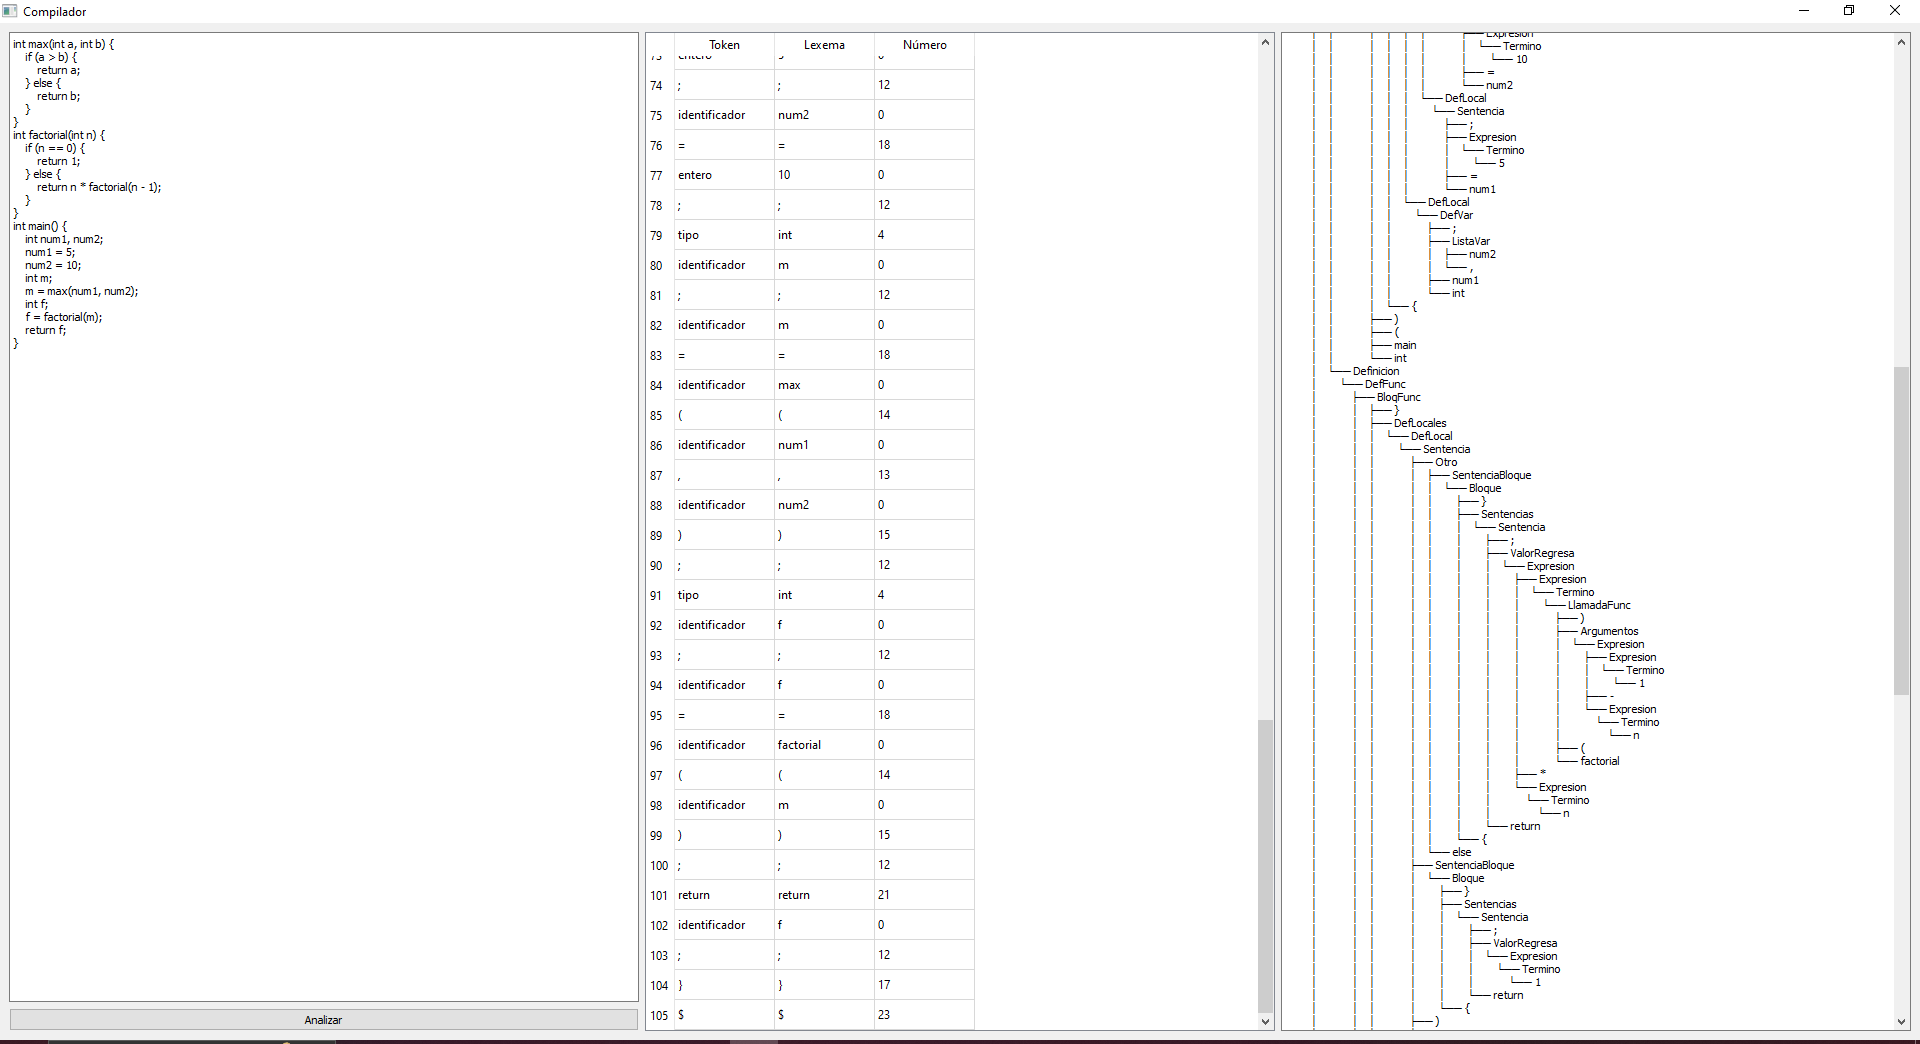 Compilador
int max(int a, int b) {
if (a > b) {
return a;
} else {
return b;
}
}
int factorial(int n) {
if (n == 0) {
return 1;
} else {
return n * factorial(n - 1);
}
}
int main() {
int num1, num2;
num1 = 5;
num2 = 10;
int m;
m = max(num1, num2);
int f;
f = factorial(m);
return f;
}
Analizar
Token Lexema Número
74 ; ; 12
75 identificador num2 0
76 = = 18
77 entero 10 0
78 ; ; 12
79 tipo int 4
80 identificador m 0
81 ; ; 12
82 identificador m 0
83 = = 18
84 identificador max 0
85 ( ( 14
86 identificador num1 0
87 , , 13
88 identificador num2 0
89 ) ) 15
90 ; ; 12
91 tipo int 4
92 identificador f 0
93 ; ; 12
94 identificador f 0
95 = = 18
96 identificador factorial 0
97 ( ( 14
98 identificador m 0
99 ) ) 15
100 ; ; 12
101 return return 21
102 identificador f 0
103 ; ; 12
104 } } 17
105 $ $ 23
Expresion
Termino
10
=
num2
DefLocal
Sentencia
;
Expresion
Termino
5
=
num1
DefLocal
DefVar
;
ListaVar
num2
,
num1
int
{
)
(
main
int
Definicion
DefFunc
BloqFunc
}
DefLocales
DefLocal
Sentencia
Otro
SentenciaBloque
Bloque
}
Sentencias
Sentencia
;
ValorRegresa
Expresion
Expresion
Termino
LlamadaFunc
)
Argumentos
Expresion
Expresion
Termino
1
-
Expresion
Termino
n
(
factorial
*
Expresion
Termino
n
return
{
else
SentenciaBloque
Bloque
}
Sentencias
Sentencia
;
ValorRegresa
Expresion
Termino
1
return
{
)